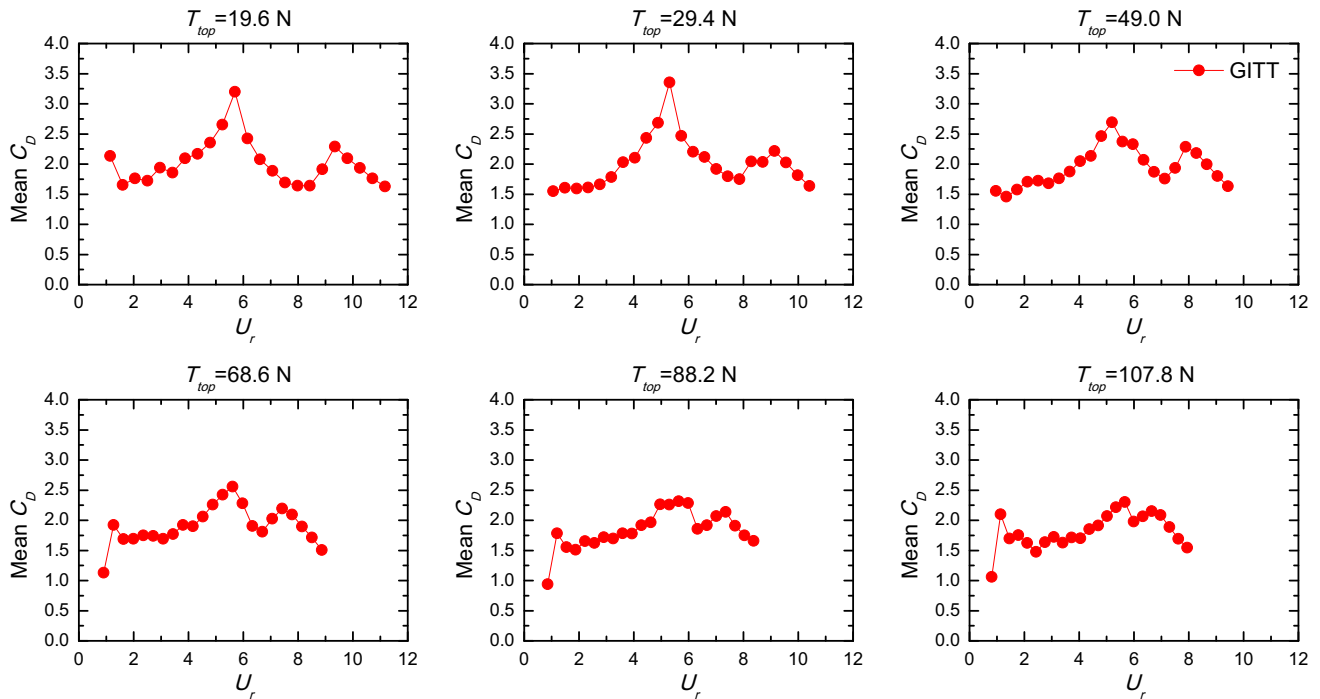 T_top=19.6 N
4.0
3.5
3.0
2.5
2.0
1.5
1.0
0.5
0.0
Mean C_D
0 2 4 6 8 10 12
U_r
T_top=29.4 N
4.0
3.5
3.0
2.5
2.0
1.5
1.0
0.5
0.0
Mean C_D
0 2 4 6 8 10 12
U_r
T_top=49.0 N
GITT
4.0
3.5
3.0
2.5
2.0
1.5
1.0
0.5
0.0
Mean C_D
0 2 4 6 8 10 12
U_r
T_top=68.6 N
4.0
3.5
3.0
2.5
2.0
1.5
1.0
0.5
0.0
Mean C_D
0 2 4 6 8 10 12
U_r
T_top=88.2 N
4.0
3.5
3.0
2.5
2.0
1.5
1.0
0.5
0.0
Mean C_D
0 2 4 6 8 10 12
U_r
T_top=107.8 N
4.0
3.5
3.0
2.5
2.0
1.5
1.0
0.5
0.0
Mean C_D
0 2 4 6 8 10 12
U_r